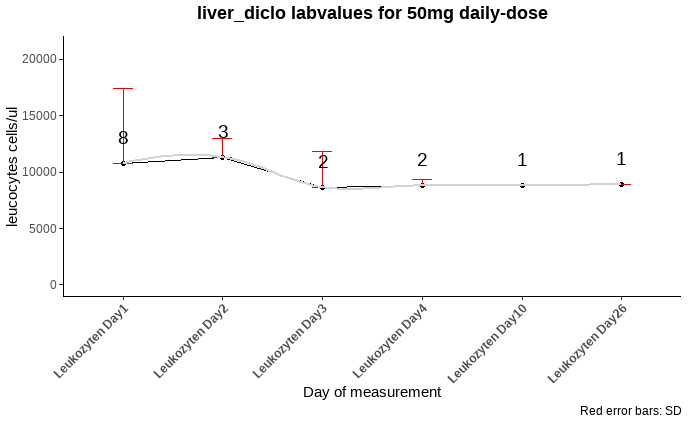 liver_diclo labvalues for 50mg daily-dose
leucocytes cells/ul
20000
15000
10000
5000
0
8
3
2
2
1
1
Leukozyten Day1
Leukozyten Day2
Leukozyten Day3
Leukozyten Day4
Leukozyten Day10
Leukozyten Day26
Day of measurement
Red error bars: SD